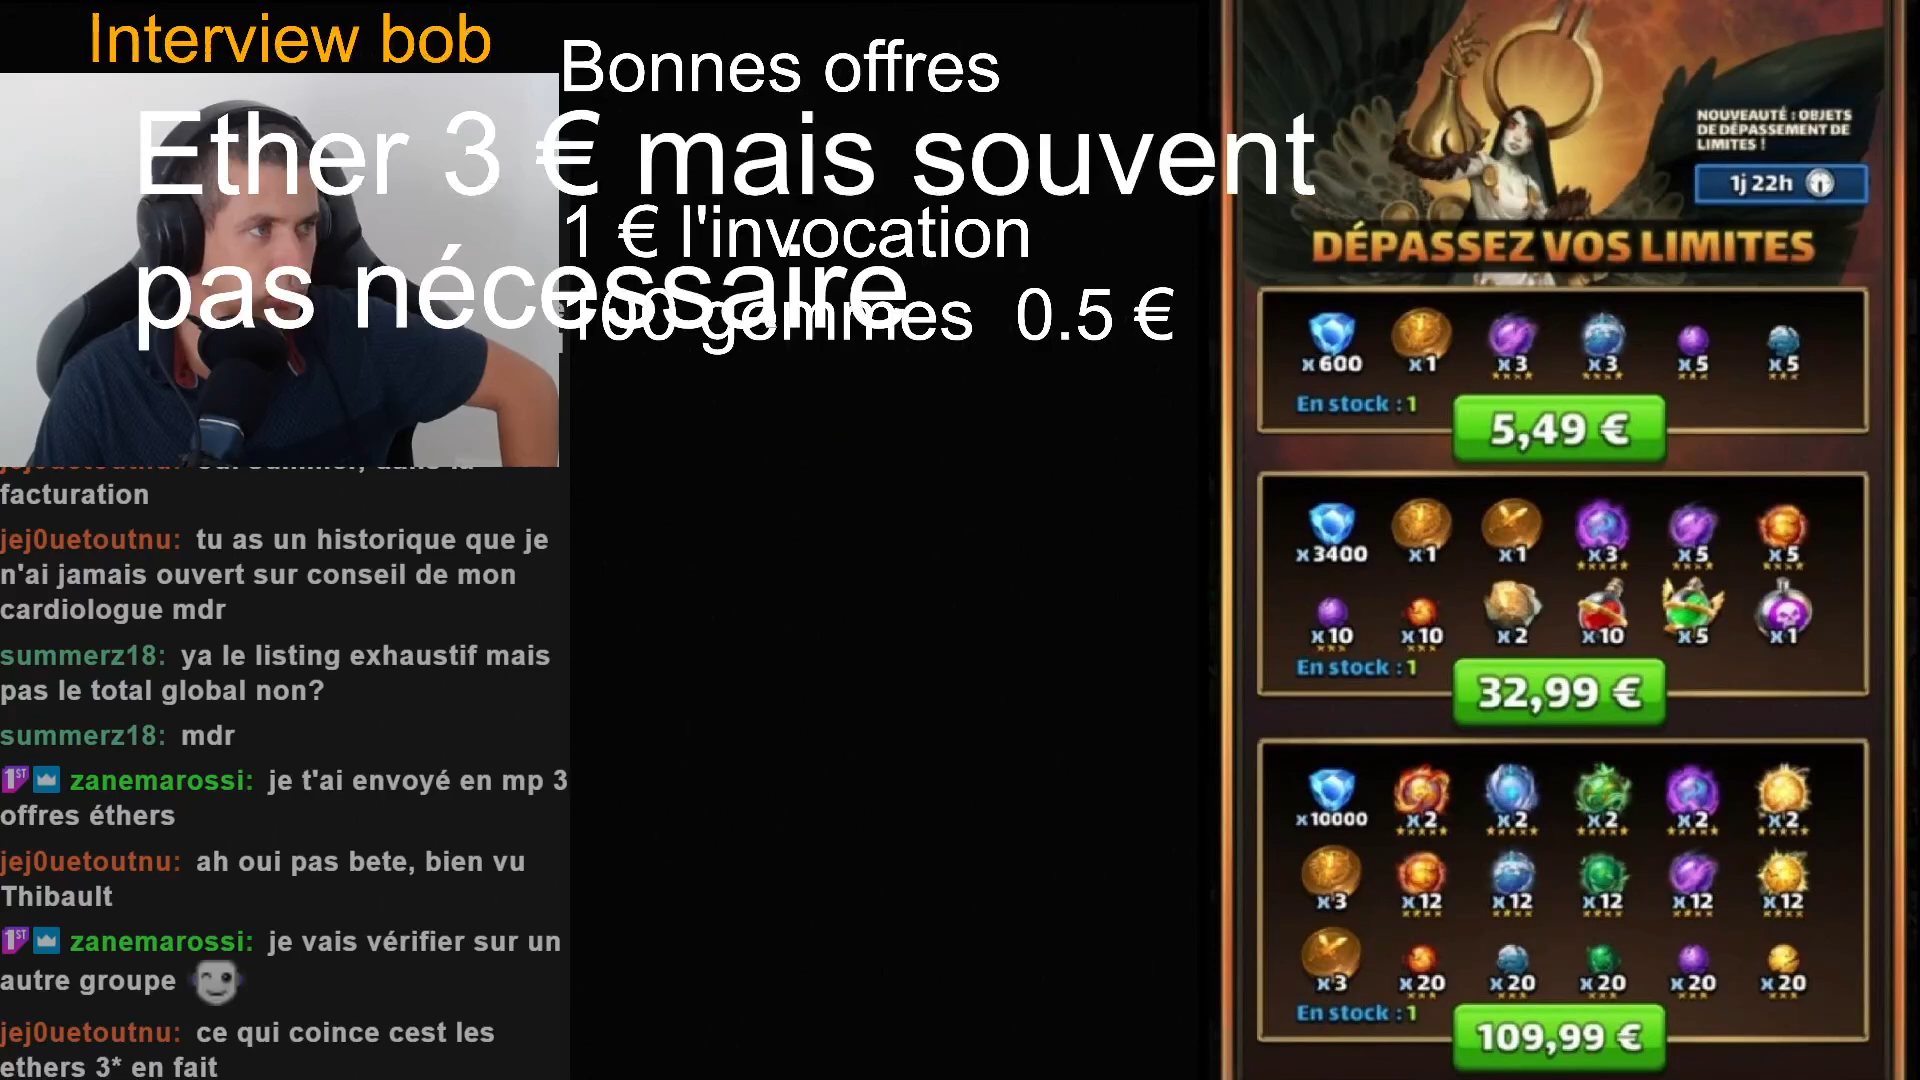 Interview bob
Bonnes offres
Ether 3 € mais souvent
pas nécessaire
1 € l'invocation
100 gemmes 0.5 €
facturation
jej0uetoutnu: tu as un historique que je
n'ai jamais ouvert sur conseil de mon
cardiologue mdr
summerz18: ya le listing exhaustif mais
pas le total global non?
summerz18: mdr
1ST zanemarossi: je t'ai envoyé en mp 3
offres éthers
jej0uetoutnu: ah oui pas bete, bien vu
Thibault
1ST zanemarossi: je vais vérifier sur un
autre groupe
jej0uetoutnu: ce qui coince cest les
ethers 3* en fait
NOUVEAUTÉ : OBJETS
DE DÉPASSEMENT DE
LIMITES !
1j 22h
DÉPASSEZ VOS LIMITES
x600 x1 x3 x3 x5 x5
En stock : 1
5,49 €
x3400 x1 x1 x3 x5 x5
x10 x10 x2 x10 x5 x1
En stock : 1
32,99 €
x10000 x2 x2 x2 x2 x2
x3 x12 x12 x12 x12 x12
x3 x20 x20 x20 x20 x20
En stock : 1
109,99 €